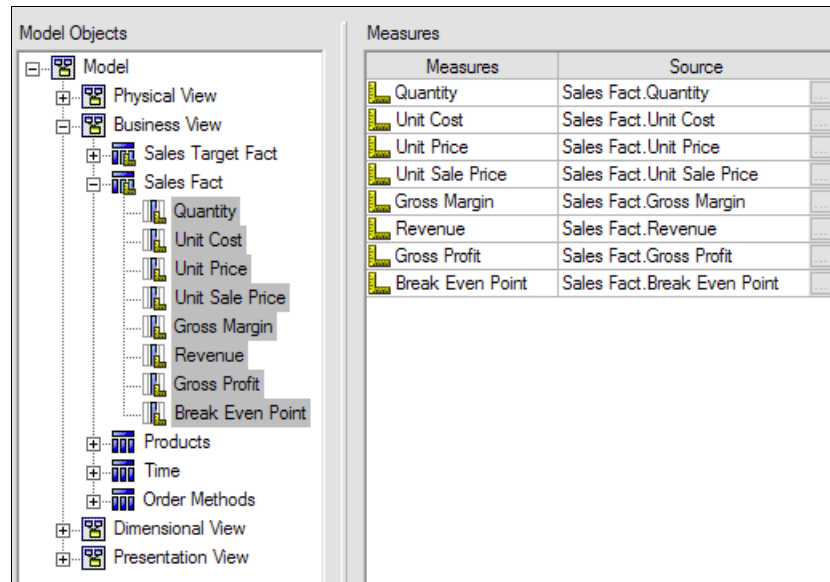 Model Objects
Model
Physical View
Business View
Sales Target Fact
Sales Fact
Quantity
Unit Cost
Unit Price
Unit Sale Price
Gross Margin
Revenue
Gross Profit
Break Even Point
Products
Time
Order Methods
Dimensional View
Presentation View
Measures
Measures Source
Quantity Sales Fact.Quantity ...
Unit Cost Sales Fact.Unit Cost ...
Unit Price Sales Fact.Unit Price ...
Unit Sale Price Sales Fact.Unit Sale Price ...
Gross Margin Sales Fact.Gross Margin ...
Revenue Sales Fact.Revenue ...
Gross Profit Sales Fact.Gross Profit ...
Break Even Point Sales Fact.Break Even Point ...